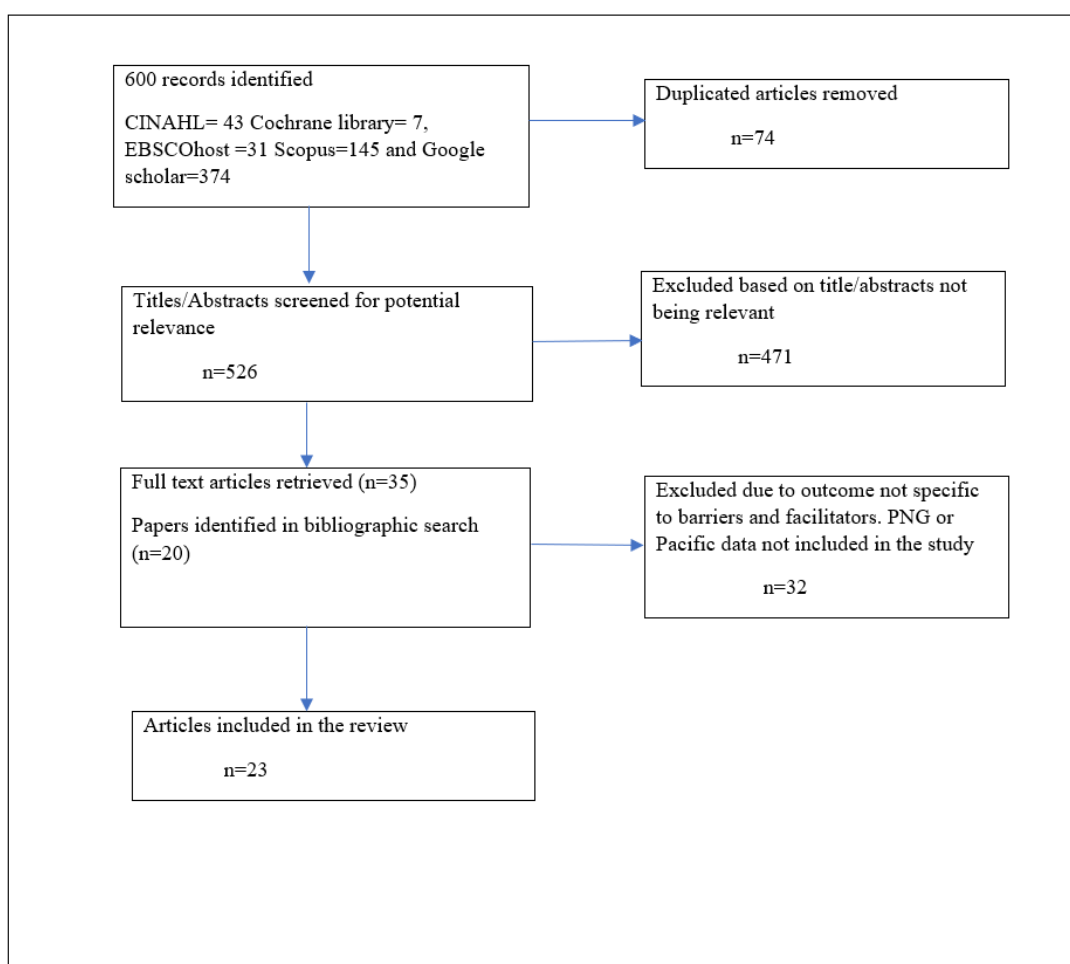 600 records identified
CINAHL= 43 Cochrane library= 7,
EBSCOhost =31 Scopus=145 and Google
scholar=374
Duplicated articles removed
n=74
Titles/Abstracts screened for potential
relevance
n=526
Excluded based on title/abstracts not
being relevant
n=471
Full text articles retrieved (n=35)
Papers identified in bibliographic search
(n=20)
Excluded due to outcome not specific
to barriers and facilitators. PNG or
Pacific data not included in the study
n=32
Articles included in the review
n=23